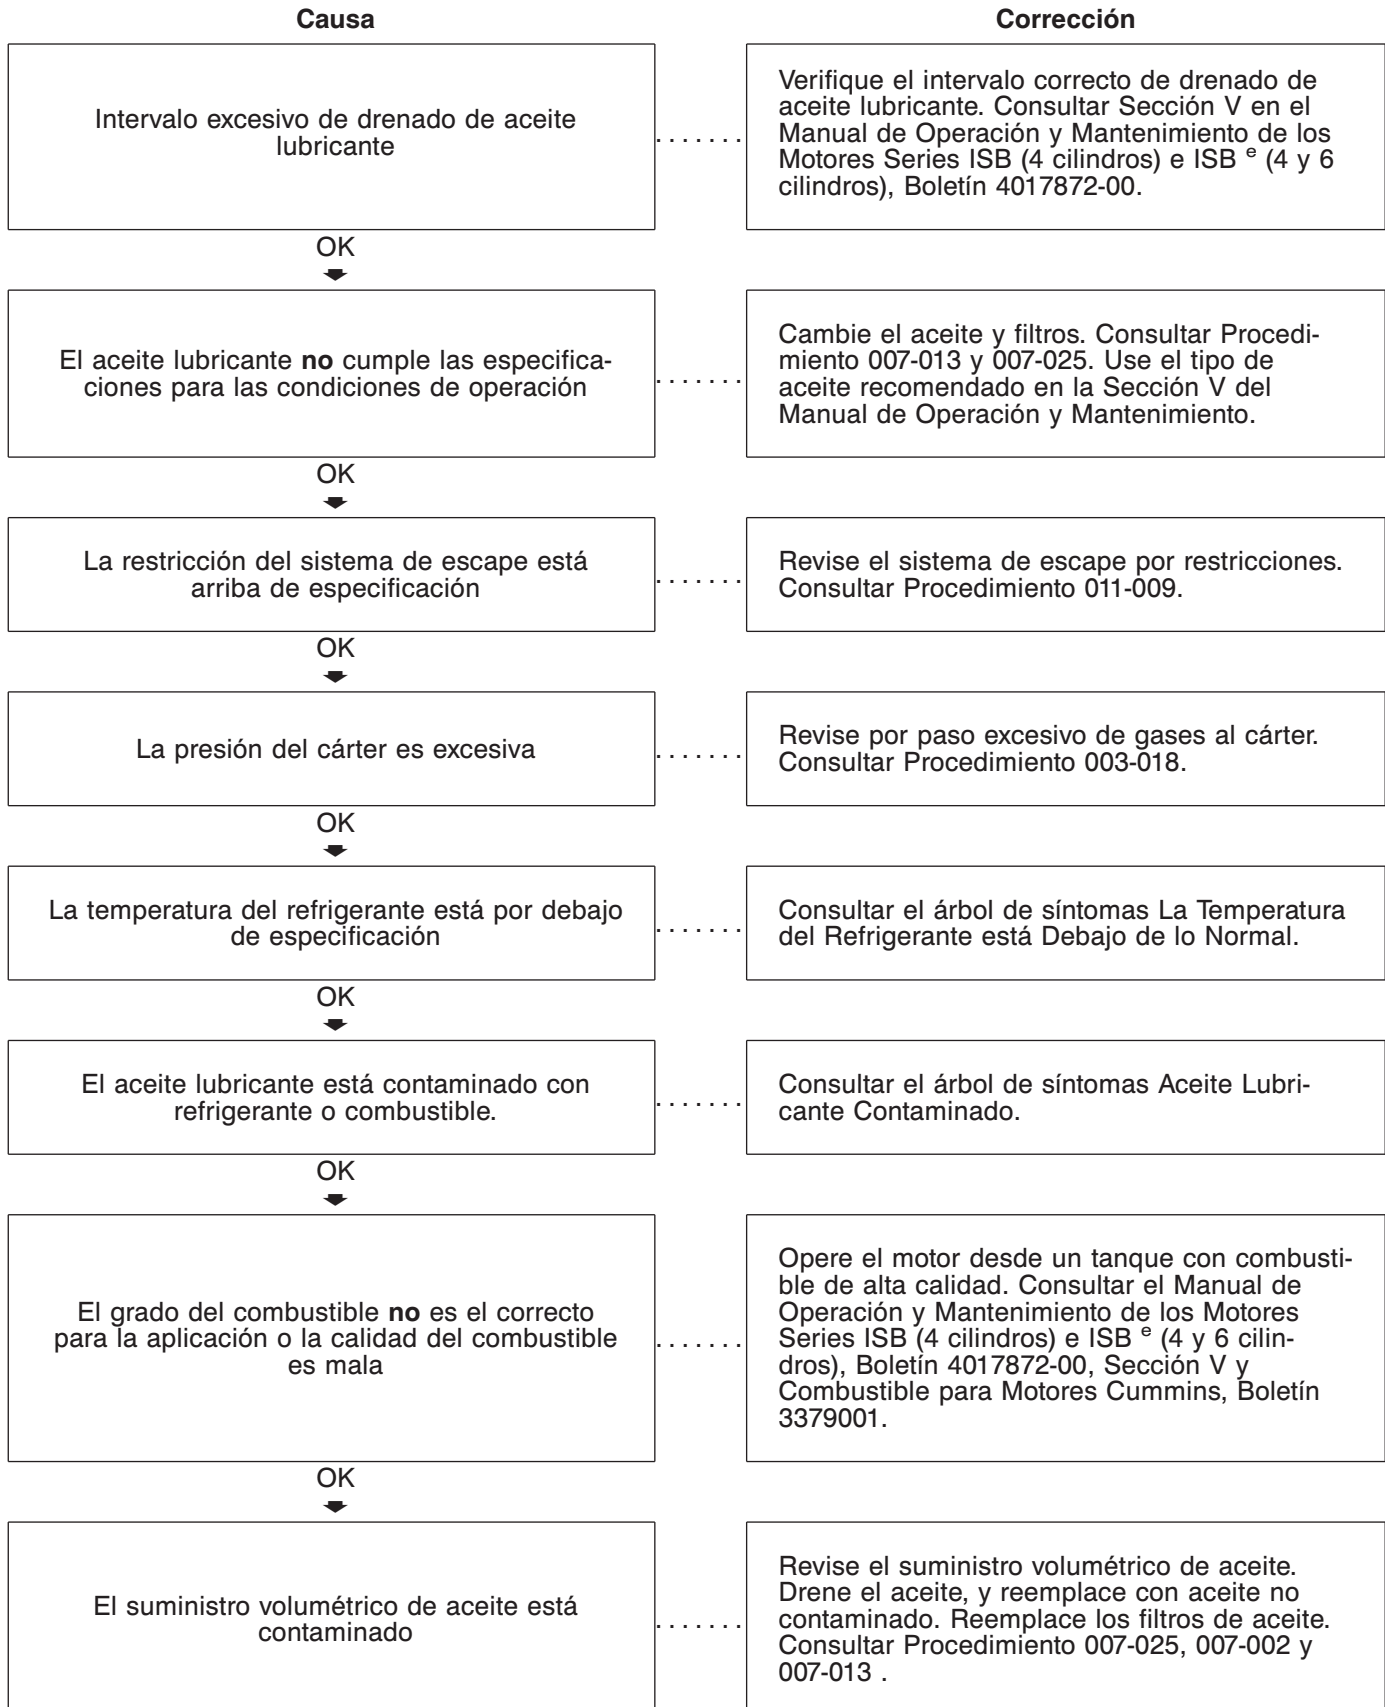 Causa
Corrección
Intervalo excesivo de drenado de aceite
lubricante
. . . . . . .
Verifique el intervalo correcto de drenado de
aceite lubricante. Consultar Sección V en el
Manual de Operación y Mantenimiento de los
Motores Series ISB (4 cilindros) e ISB e (4 y 6
cilindros), Boletín 4017872-00.
OK
El aceite lubricante no cumple las especifica-
ciones para las condiciones de operación
. . . . . . .
Cambie el aceite y filtros. Consultar Procedi-
miento 007-013 y 007-025. Use el tipo de
aceite recomendado en la Sección V del
Manual de Operación y Mantenimiento.
OK
La restricción del sistema de escape está
arriba de especificación
. . . . . . .
Revise el sistema de escape por restricciones.
Consultar Procedimiento 011-009.
OK
La presión del cárter es excesiva
. . . . . . .
Revise por paso excesivo de gases al cárter.
Consultar Procedimiento 003-018.
OK
La temperatura del refrigerante está por debajo
de especificación
. . . . . . .
Consultar el árbol de síntomas La Temperatura
del Refrigerante está Debajo de lo Normal.
OK
El aceite lubricante está contaminado con
refrigerante o combustible.
. . . . . . .
Consultar el árbol de síntomas Aceite Lubri-
cante Contaminado.
OK
El grado del combustible no es el correcto
para la aplicación o la calidad del combustible
es mala
. . . . . . .
Opere el motor desde un tanque con combusti-
ble de alta calidad. Consultar el Manual de
Operación y Mantenimiento de los Motores
Series ISB (4 cilindros) e ISB e (4 y 6 cilin-
dros), Boletín 4017872-00, Sección V y
Combustible para Motores Cummins, Boletín
3379001.
OK
El suministro volumétrico de aceite está
contaminado
. . . . . . .
Revise el suministro volumétrico de aceite.
Drene el aceite, y reemplace con aceite no
contaminado. Reemplace los filtros de aceite.
Consultar Procedimiento 007-025, 007-002 y
007-013 .